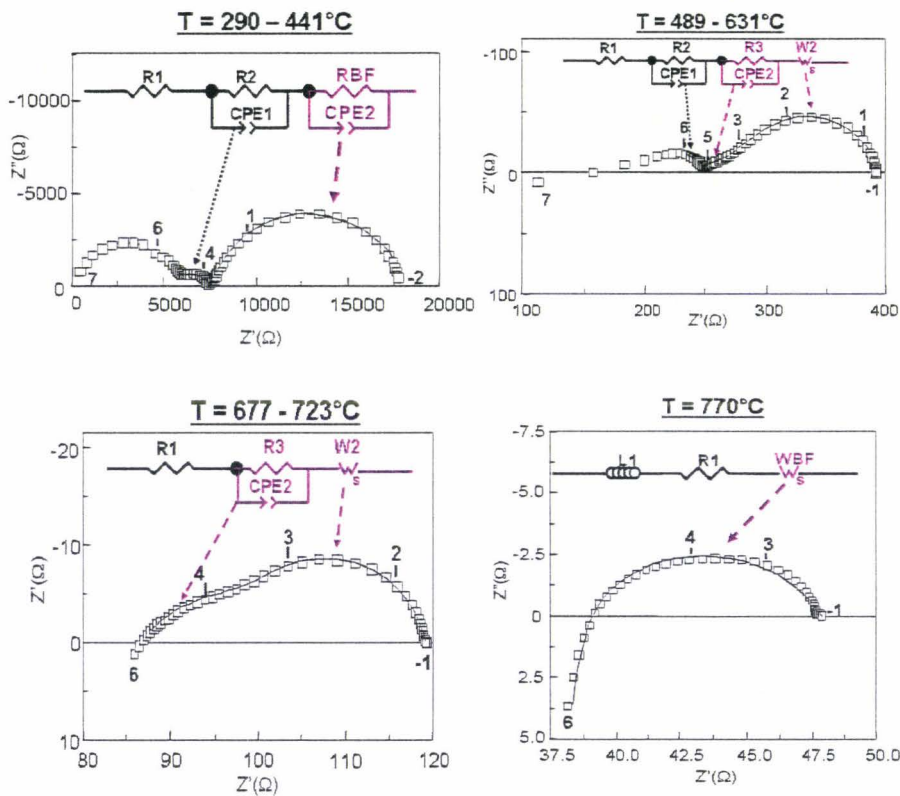 T = 290 – 441°C
R1 R2 RBF
CPE1 CPE2
-10000
-5000
0
Z''(Ω)
7 6 4 1 -2
0 5000 10000 15000 20000
Z'(Ω)
T = 489 - 631°C
R1 R2 R3 W2
s
CPE1 CPE2
-100
0
100
Z''(Ω)
7 6 5 3 2 1 -1
100 200 300 400
Z'(Ω)
T = 677 - 723°C
R1 R3 W2
s
CPE2
-20
-10
0
10
Z'(Ω)
6 4 3 2 -1
80 90 100 110 120
Z'(Ω)
T = 770°C
L1 R1 WBF
s
-7.5
-5.0
-2.5
0
2.5
5.0
Z''(Ω)
6 4 3 -1
37.5 40.0 42.5 45.0 47.5 50.0
Z'(Ω)